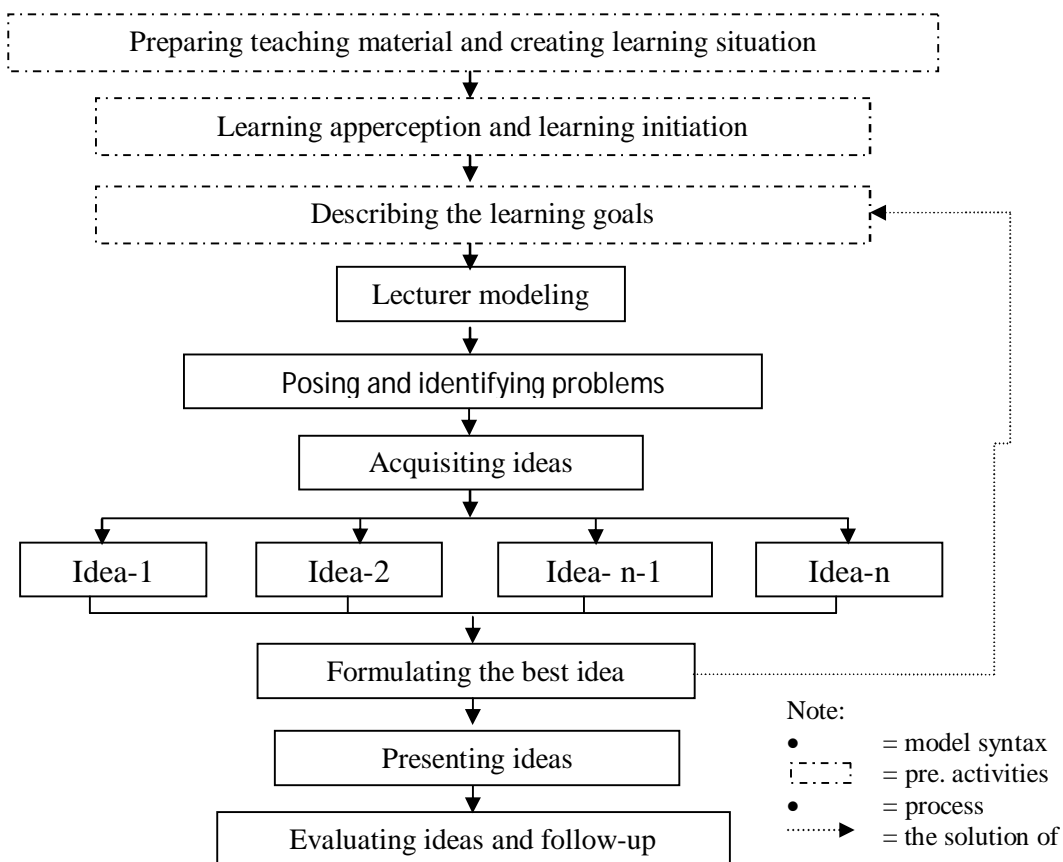 Preparing teaching material and creating learning situation
Learning apperception and learning initiation
Describing the learning goals
Lecturer modeling
Posing and identifying problems
Acquisiting ideas
Idea-1
Idea-2
Idea- n-1
Idea-n
Formulating the best idea
Presenting ideas
Evaluating ideas and follow-up
Note:
• = model syntax
= pre. activities
• = process
= the solution of